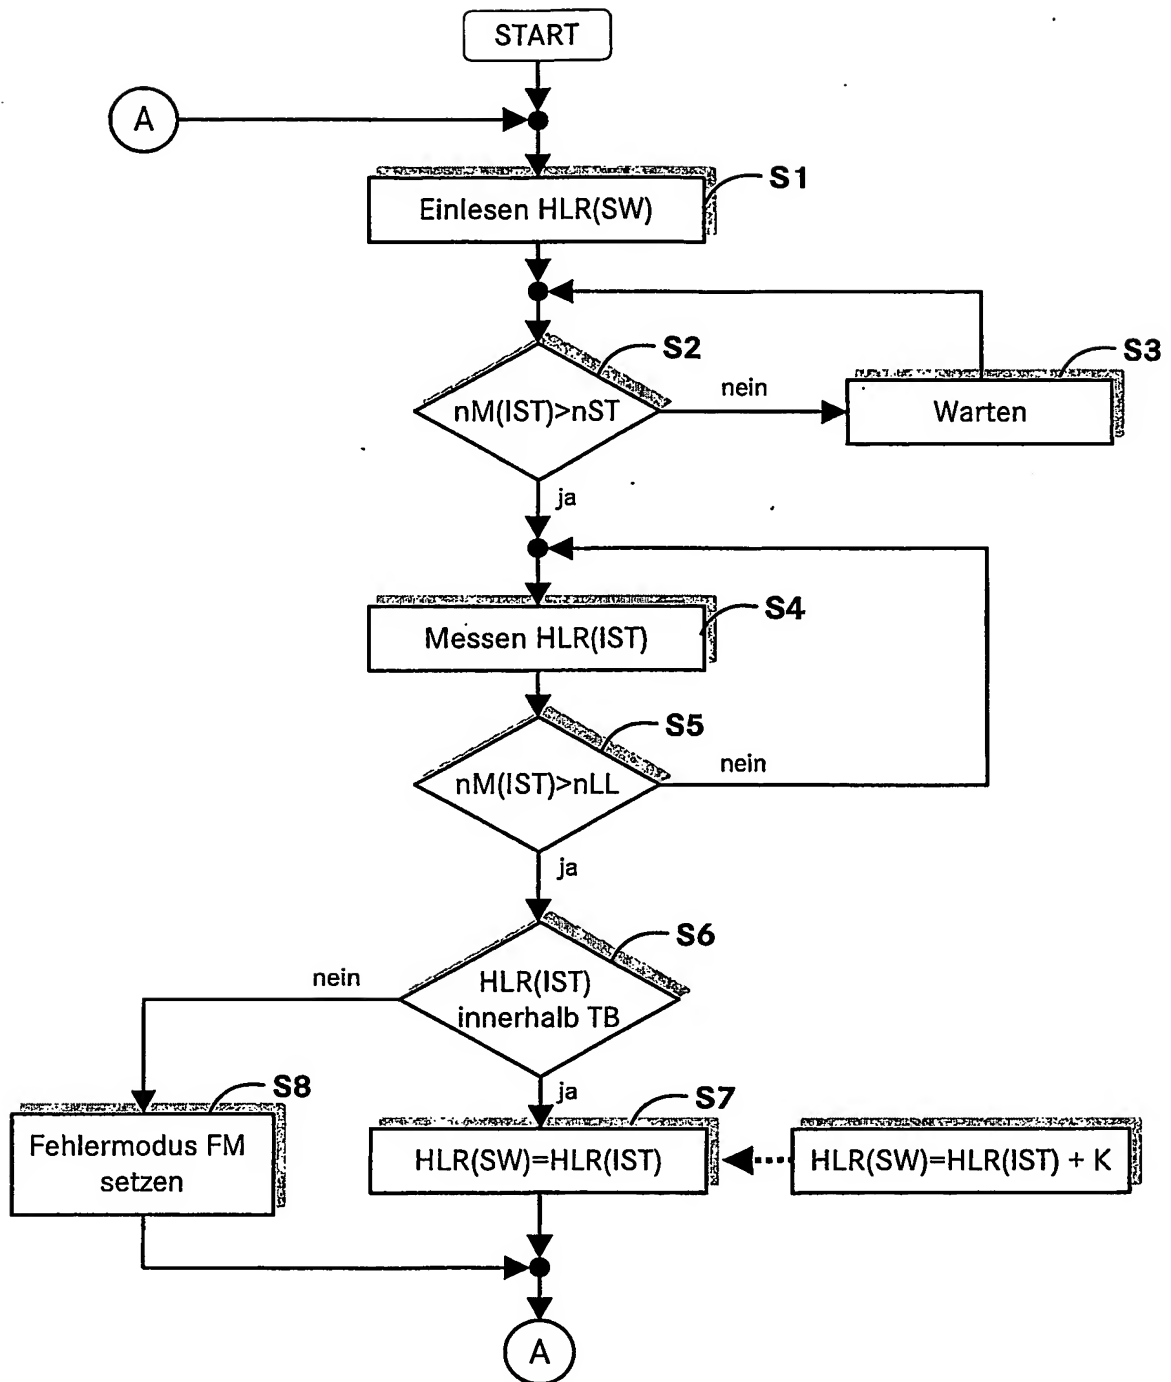 START
A
S1
Einlesen HLR(SW)
S2
nM(IST)>nST
nein
S3
Warten
ja
S4
Messen HLR(IST)
S5
nM(IST)>nLL
nein
ja
S6
HLR(IST)
innerhalb TB
nein
ja
S8
Fehlermodus FM
setzen
S7
HLR(SW)=HLR(IST)
HLR(SW)=HLR(IST) + K
A